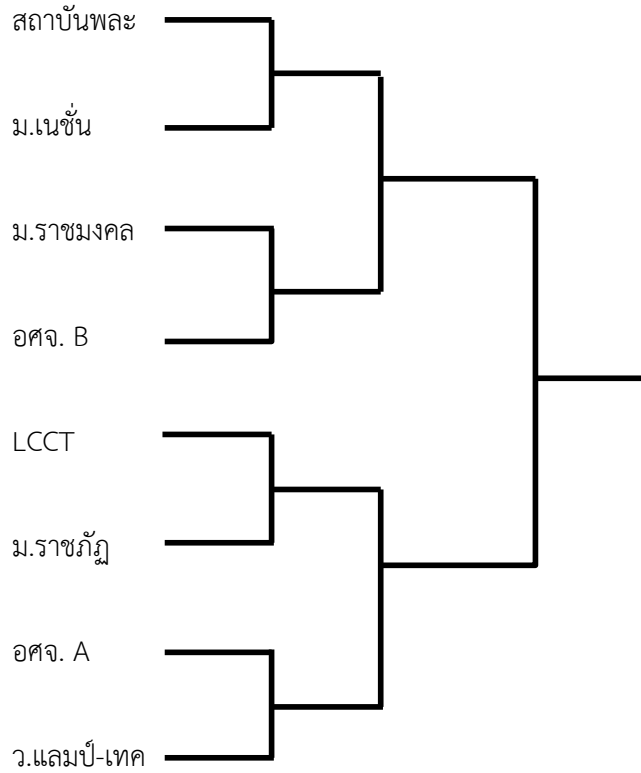 สถาบันพละ
ม.เนชั่น
ม.ราชมงคล
อศจ. B
LCCT
ม.ราชภัฏ
อศจ. A
ว.แลมป์-เทค